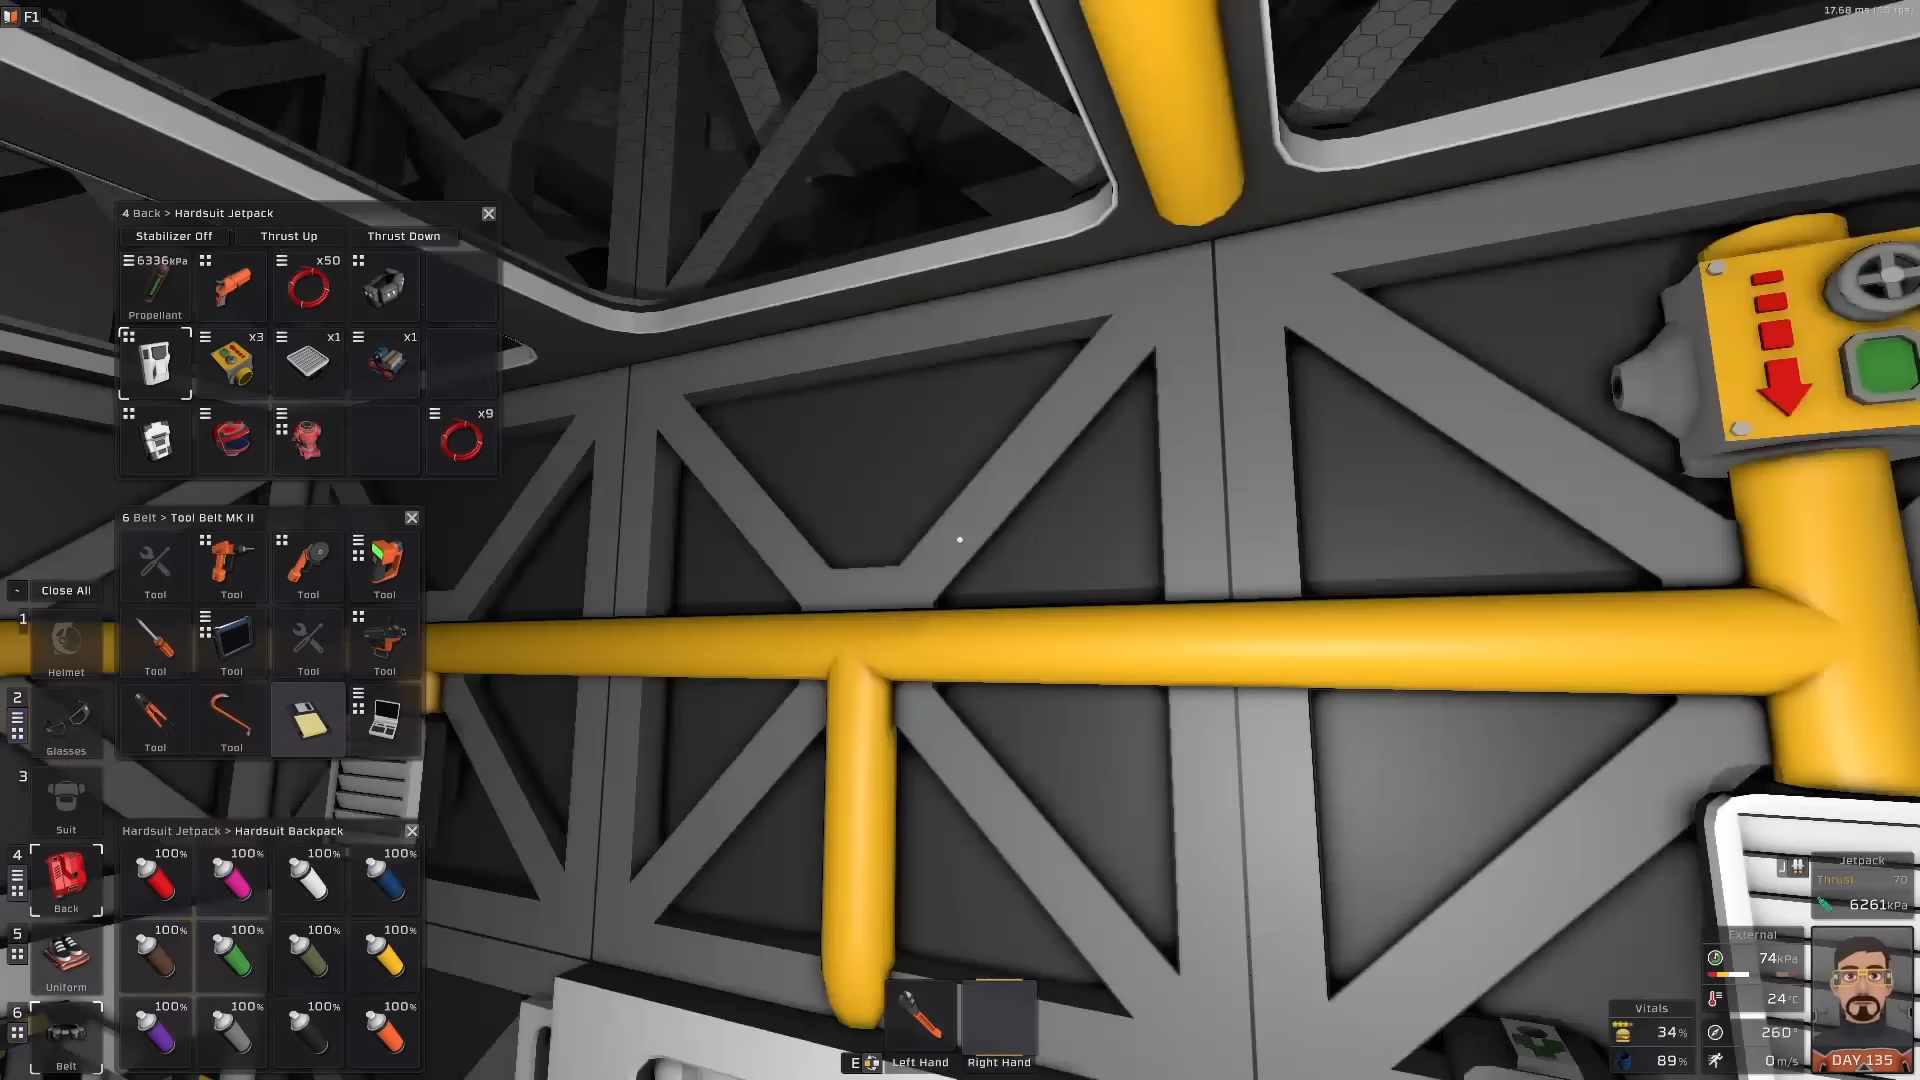 F1
17.68 ms
4 Back > Hardsuit Jetpack
Stabilizer Off Thrust Up Thrust Down
6336kPa x50
Propellant
x3 x1 x1
x9
6 Belt > Tool Belt MK II
Tool Tool Tool Tool
Tool Tool Tool Tool
Tool Tool
~ Close All
1
Helmet
2
Glasses
3
Suit
4
Back
5
Uniform
6
Belt
Hardsuit Jetpack > Hardsuit Backpack
100% 100% 100% 100%
100% 100% 100% 100%
100% 100% 100% 100%
E Left Hand Right Hand
J Jetpack
Thrust 70
6261kPa
External
74kPa
24°C
260°
0m/s
Vitals
34%
89%
DAY 135